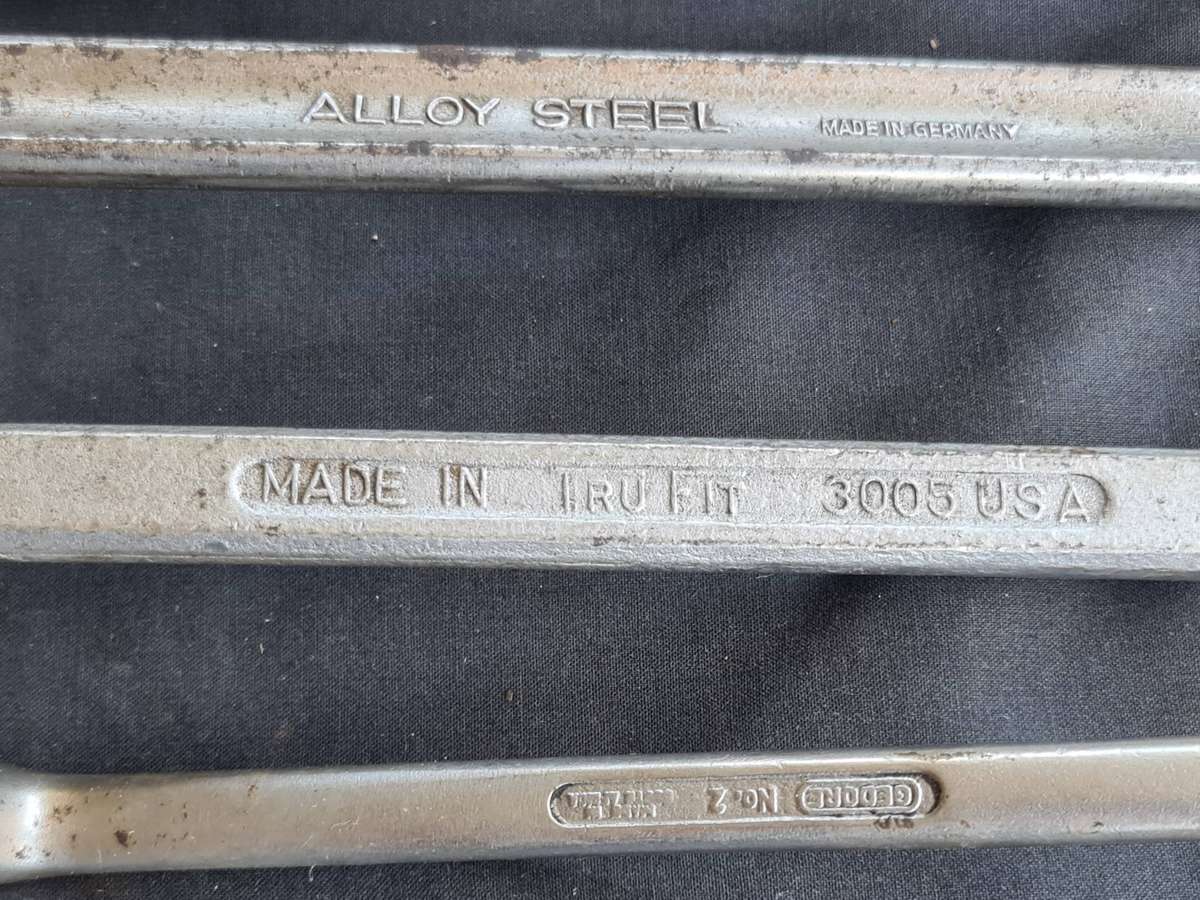 ALLOY STEEL MADE IN GERMANY
MADE IN TRU FIT 3005 USA
GEDORE No. 2